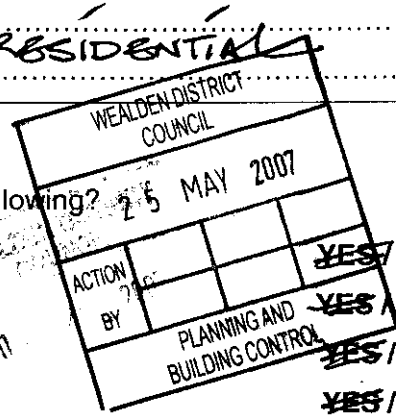 RESIDENTIAL
WEALDEN DISTRICT
COUNCIL
lowing?
25 MAY 2007
ACTION
BY
YES/
YES/
PLANNING AND
BUILDING CONTROL
YES/
YES/